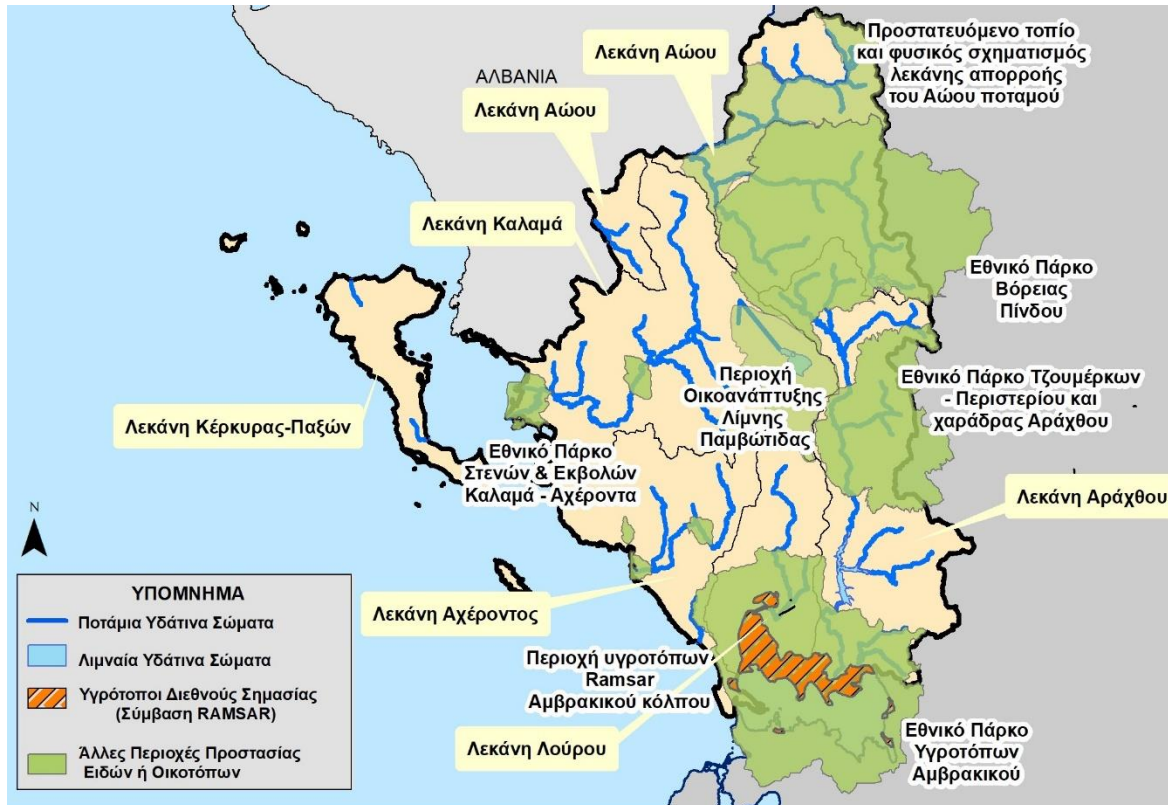 Προστατευόμενο τοπίο
και φυσικός σχηματισμός
λεκάνης απορροής
του Αώου ποταμού
Λεκάνη Αώου
ΑΛΒΑΝΙΑ
Λεκάνη Αώου
Λεκάνη Καλαμά
Εθνικό Πάρκο
Βόρειας
Πίνδου
Περιοχή
Οικοανάπτυξης
Λίμνης
Παμβώτιδας
Εθνικό Πάρκο Τζουμέρκων
- Περιστερίου και
χαράδρας Αράχθου
Λεκάνη Κέρκυρας-Παξών
Εθνικό Πάρκο
Στενών & Εκβολών
Καλαμά - Αχέροντα
Λεκάνη Αράχθου
N
Λεκάνη Αχέροντος
Περιοχή υγροτόπων
Ramsar
Αμβρακικού κόλπου
Λεκάνη Λούρου
Εθνικό Πάρκο
Υγροτόπων
Αμβρακικού
ΥΠΟΜΝΗΜΑ
Ποτάμια Υδάτινα Σώματα
Λιμναία Υδάτινα Σώματα
Υγρότοποι Διεθνούς Σημασίας
(Σύμβαση RAMSAR)
Άλλες Περιοχές Προστασίας
Ειδών ή Οικοτόπων